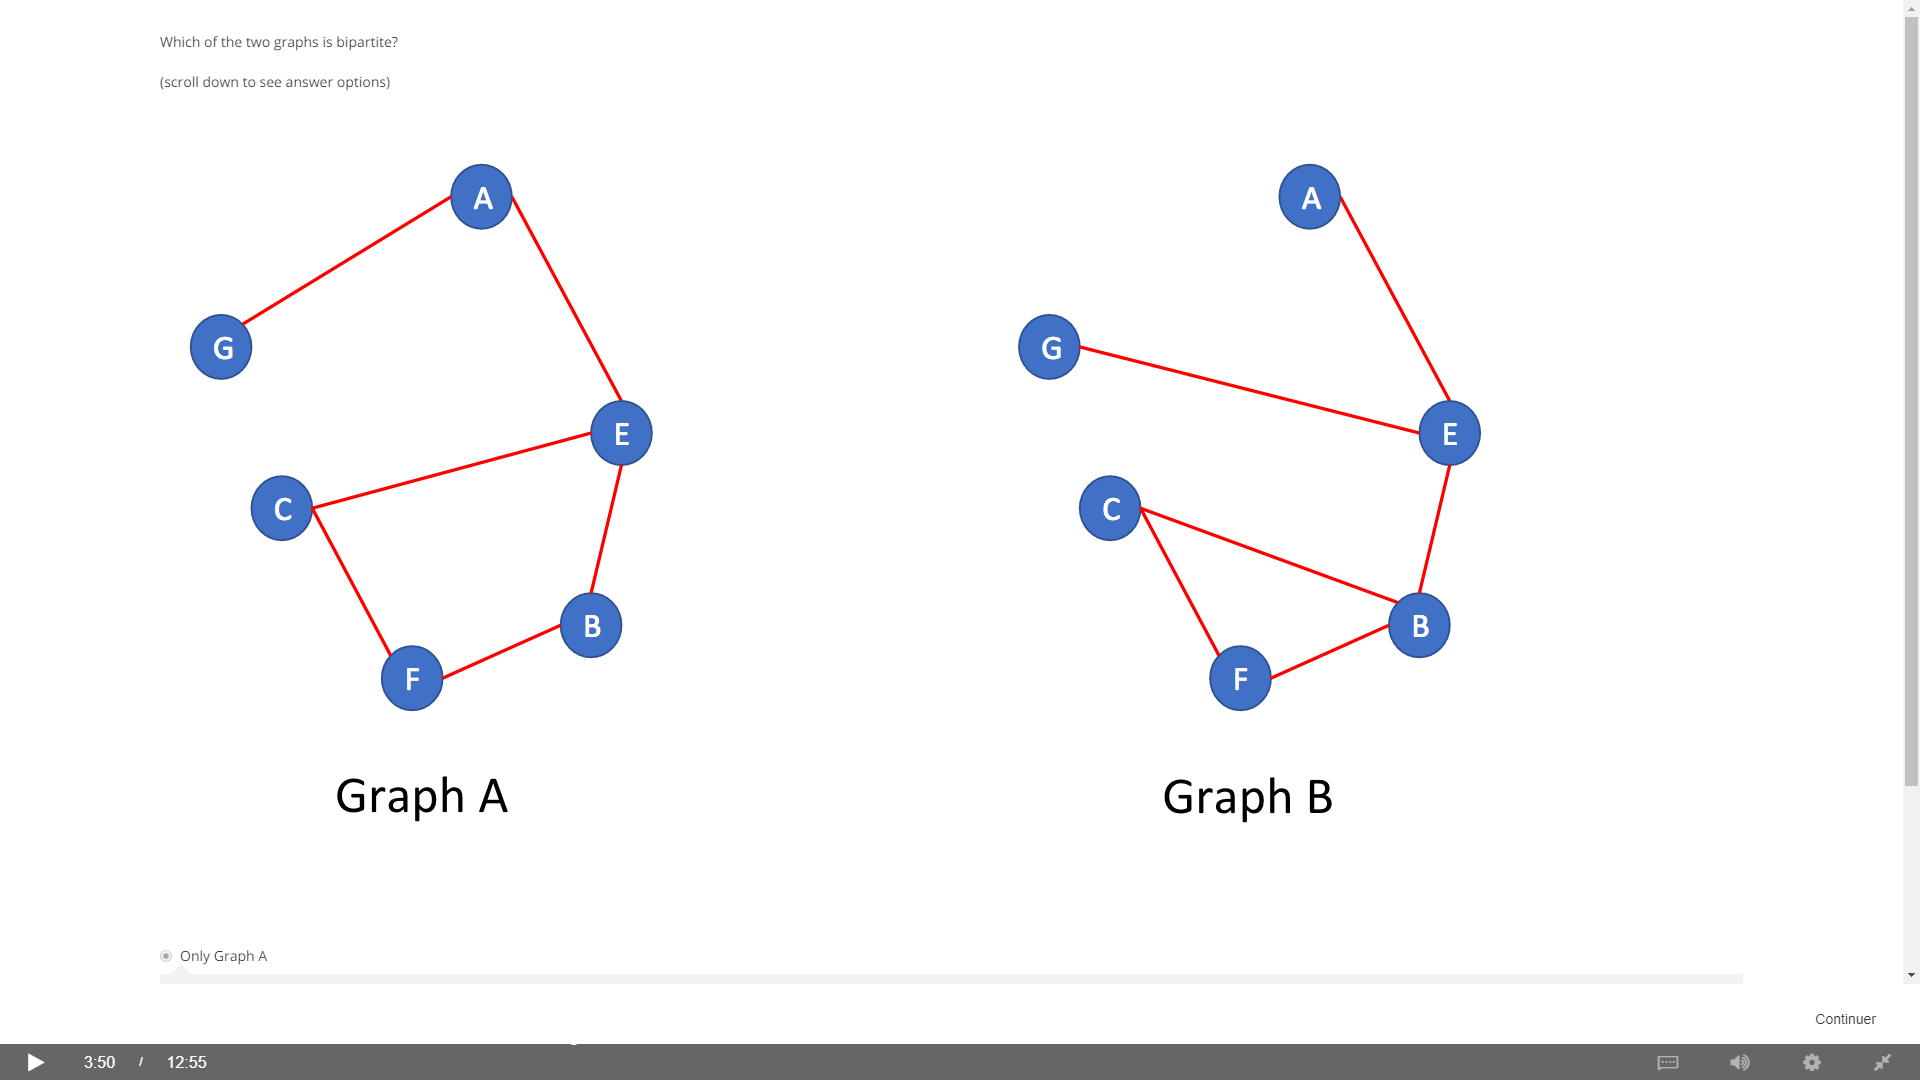 Which of the two graphs is bipartite?
(scroll down to see answer options)
A
A
G
G
E
E
C
C
B
B
F
F
Graph A
Graph B
Only Graph A
Continuer
3:50 / 12:55